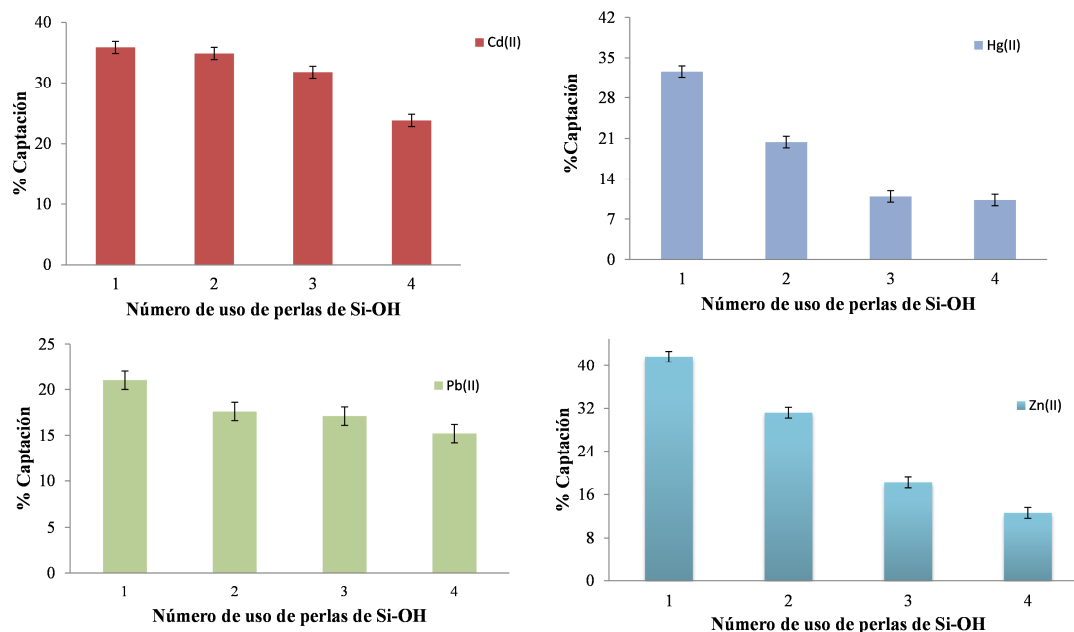 40
30
20
10
0
% Captación
Cd(II)
1 2 3 4
Número de uso de perlas de Si-OH
42
35
28
21
14
7
0
%Captación
Hg(II)
1 2 3 4
Número de uso de perlas de Si-OH
25
20
15
10
5
0
% Captación
Pb(II)
1 2 3 4
Número de uso de perlas de Si-OH
40
32
24
16
8
0
% Captación
Zn(II)
1 2 3 4
Número de uso de perlas de Si-OH